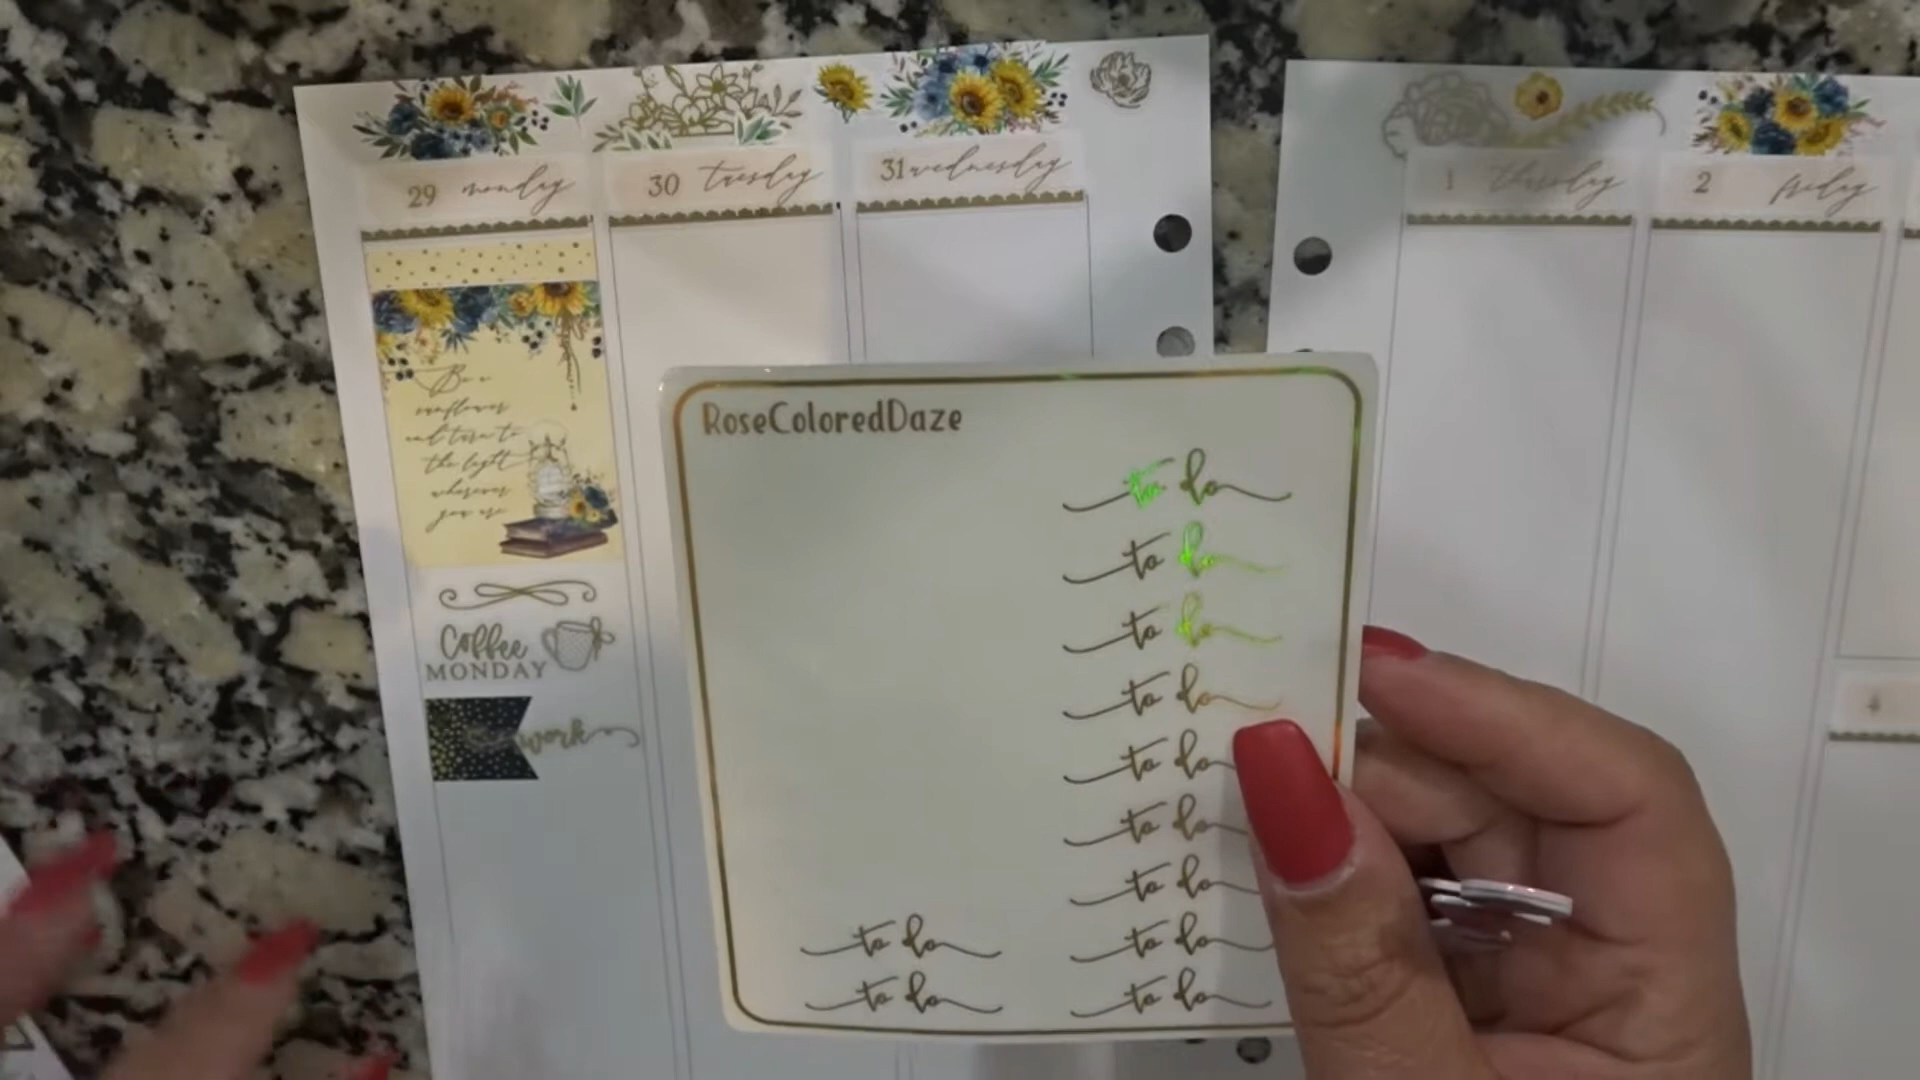 29 monday
30 tuesday
31 wednesday
1 thursday
2 friday
Be a
sunflower
and turn to
the light
wherever
you are
Coffee
MONDAY
work
4
RoseColoredDaze
to do
to do
to do
to do
to do
to do
to do
to do to do
to do to do